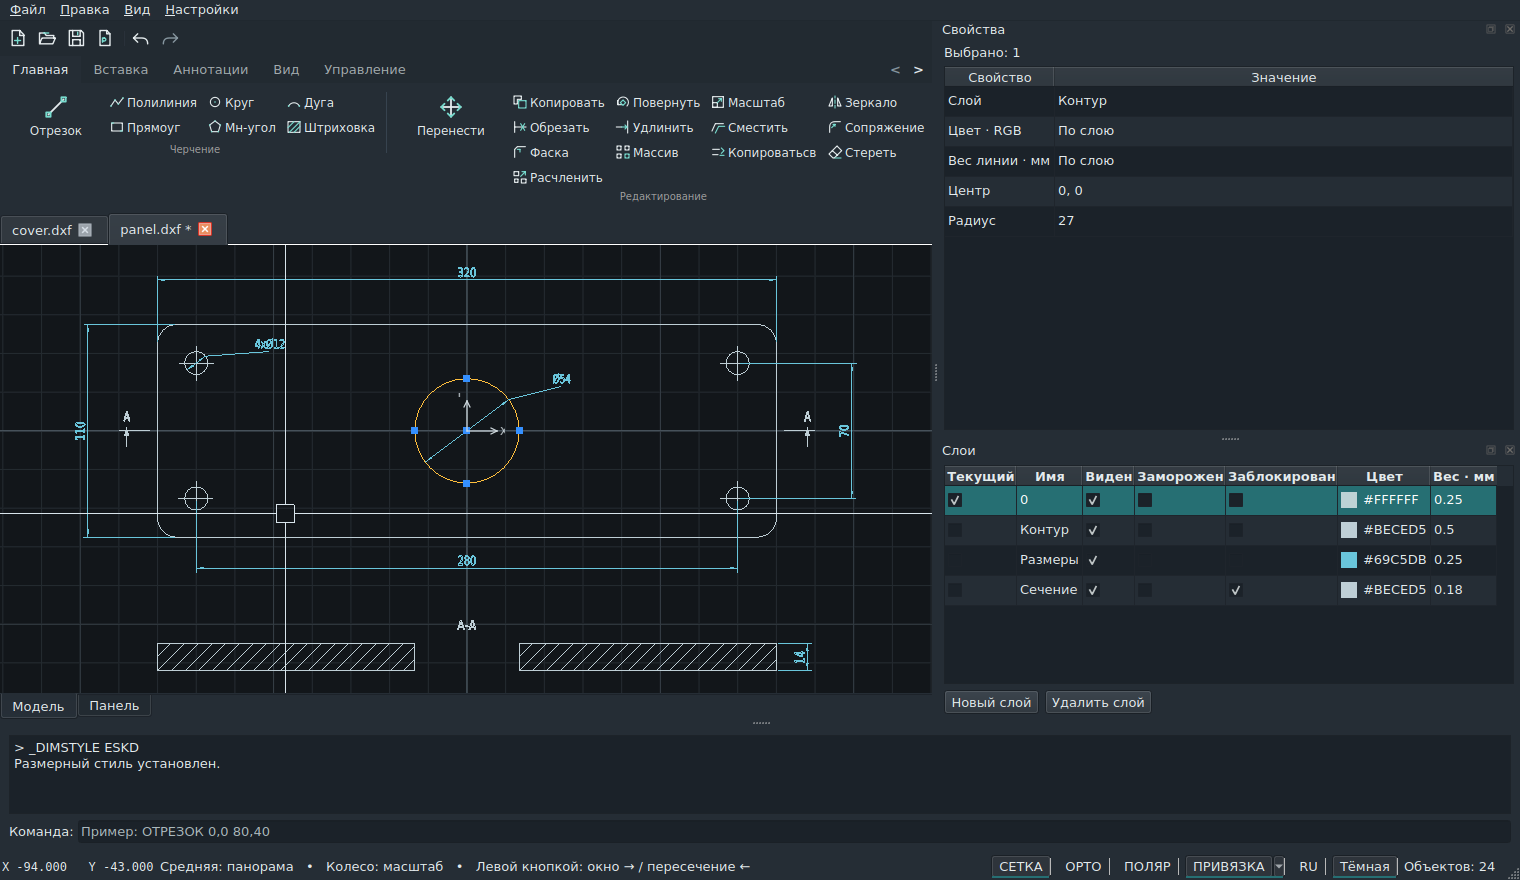 Файл Правка Вид Настройки
Главная Вставка Аннотации Вид Управление < >
Отрезок
Полилиния Круг Дуга
Прямоуг Мн-угол Штриховка
Черчение
Перенести
Копировать Повернуть Масштаб Зеркало
Обрезать Удлинить Сместить Сопряжение
Фаска Массив Копироватьсв Стереть
Расчленить
Редактирование
cover.dxf
panel.dxf *
320
4xØ12
Ø54
110
A
A
70
X
280
A-A
14
Модель Панель
Свойства
Выбрано: 1
Свойство Значение
Слой Контур
Цвет · RGB По слою
Вес линии · мм По слою
Центр 0, 0
Радиус 27
Слои
Текущий Имя Виден Заморожен Заблокирован Цвет Вес · мм
0 #FFFFFF 0.25
Контур #BECED5 0.5
Размеры #69C5DB 0.25
Сечение #BECED5 0.18
Новый слой Удалить слой
> _DIMSTYLE ESKD
Размерный стиль установлен.
Команда: Пример: ОТРЕЗОК 0,0 80,40
X -94.000 Y -43.000 Средняя: панорама • Колесо: масштаб • Левой кнопкой: окно → / пересечение ← СЕТКА ОРТО ПОЛЯР ПРИВЯЗКА RU Тёмная Объектов: 24